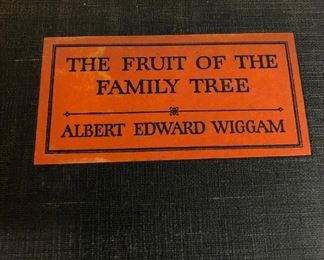 THE FRUIT OF THE
FAMILY TREE
ALBERT EDWARD WIGGAM